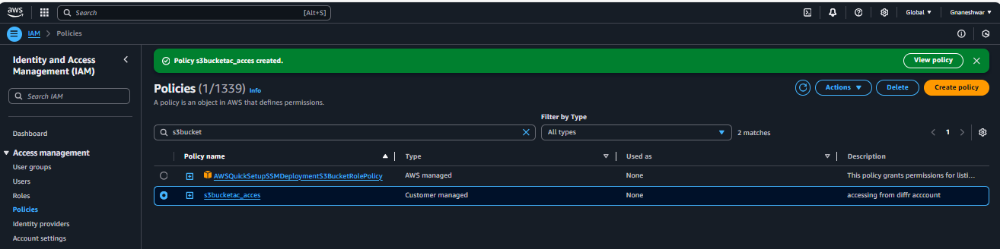 aws Search [Alt+S] Global Gnaneshwar
IAM > Policies
Identity and Access Management (IAM)
Search IAM
Dashboard
Access management
User groups
Users
Roles
Policies
Identity providers
Account settings
Policy s3bucketac_acces created. View policy
Policies (1/1339) Info Actions Delete Create policy
A policy is an object in AWS that defines permissions.
Filter by Type
s3bucket All types 2 matches 1
Policy name Type Used as Description
AWSQuickSetupSSMDeploymentS3BucketRolePolicy AWS managed None This policy grants permissions for listi...
s3bucketac_acces Customer managed None accessing from diffr acccount